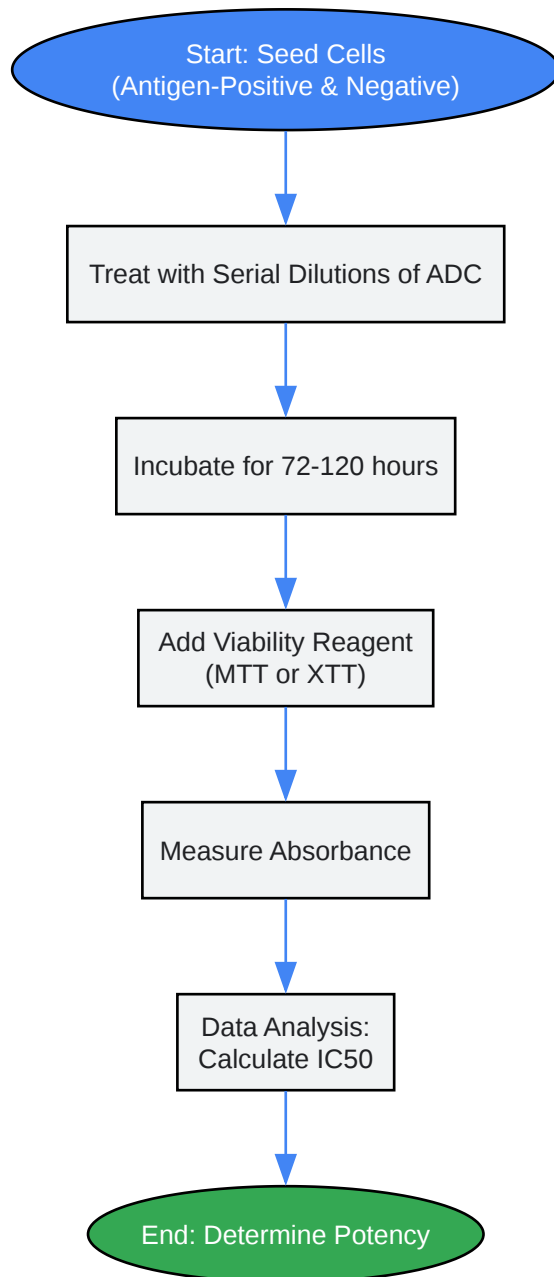 Start: Seed Cells
(Antigen-Positive & Negative)
Treat with Serial Dilutions of ADC
Incubate for 72-120 hours
Add Viability Reagent
(MTT or XTT)
Measure Absorbance
Data Analysis:
Calculate IC50
End: Determine Potency